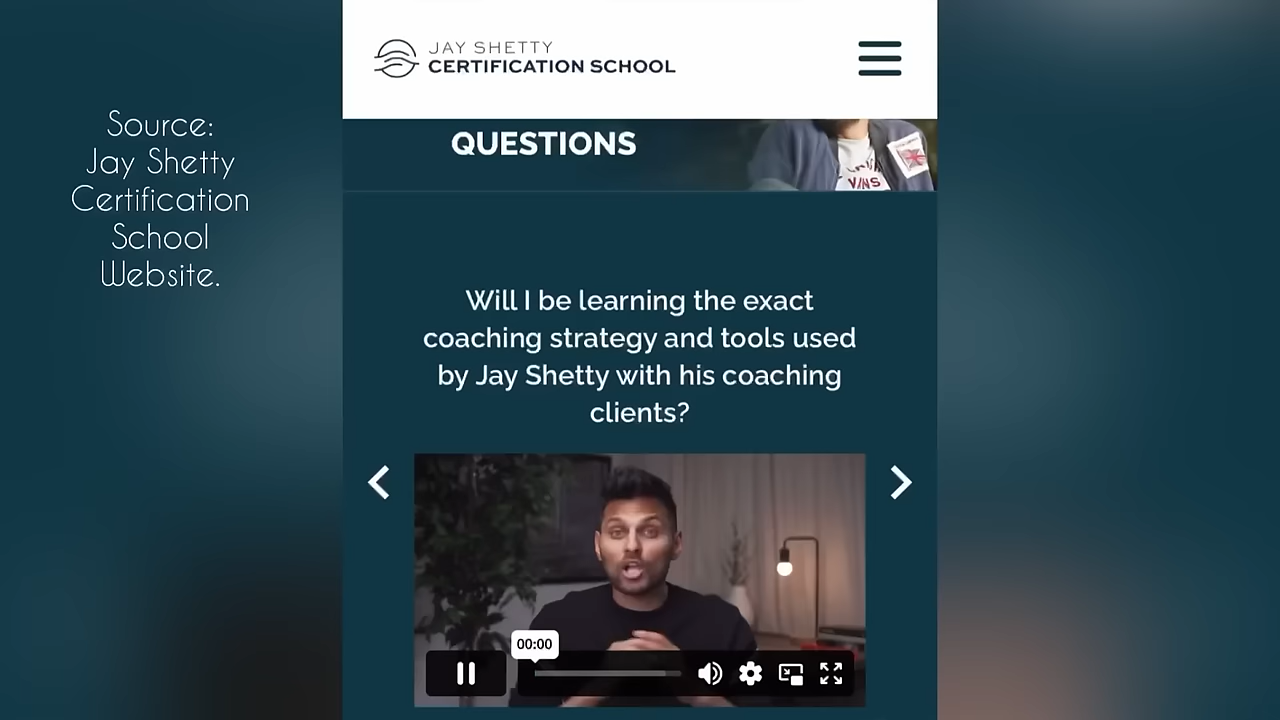 Source:
Jay Shetty
Certification
School
Website.
JAY SHETTY
CERTIFICATION SCHOOL
QUESTIONS
VINS
Will I be learning the exact
coaching strategy and tools used
by Jay Shetty with his coaching
clients?
00:00